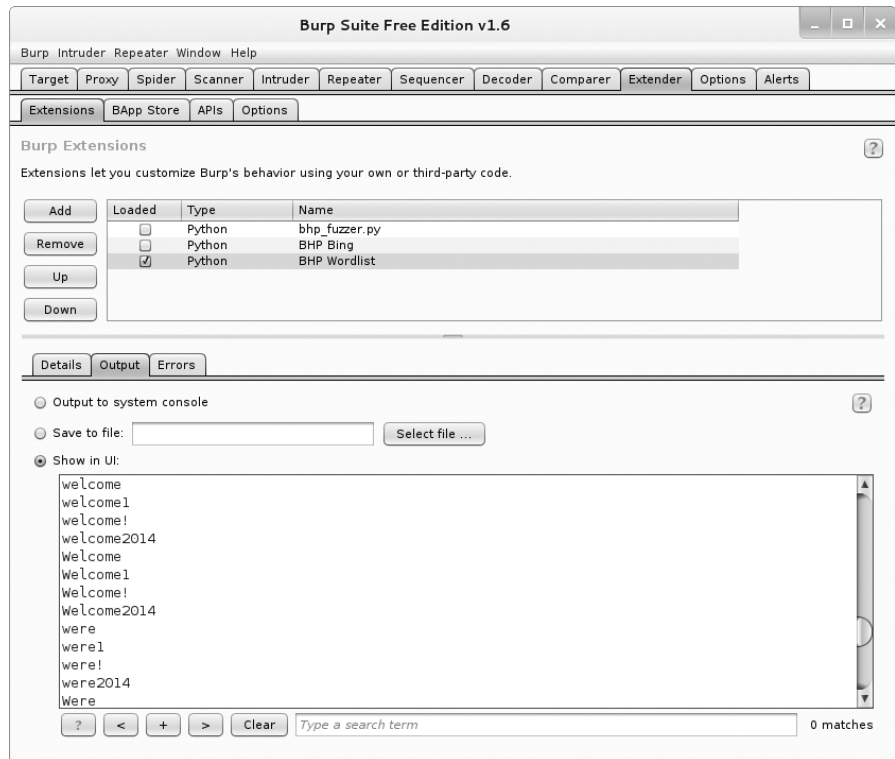 Burp Suite Free Edition v1.6
Burp Intruder Repeater Window Help
Target Proxy Spider Scanner Intruder Repeater Sequencer Decoder Comparer Extender Options Alerts
Extensions BApp Store APIs Options
Burp Extensions
?
Extensions let you customize Burp's behavior using your own or third-party code.
Add Loaded Type Name
Python bhp_fuzzer.py
Remove Python BHP Bing
Python BHP Wordlist
Up
Down
Details Output Errors
Output to system console
?
Save to file: Select file ...
Show in UI:
welcome
welcome1
welcome!
welcome2014
Welcome
Welcome1
Welcome!
Welcome2014
were
were1
were!
were2014
Were
? < + > Clear Type a search term 0 matches